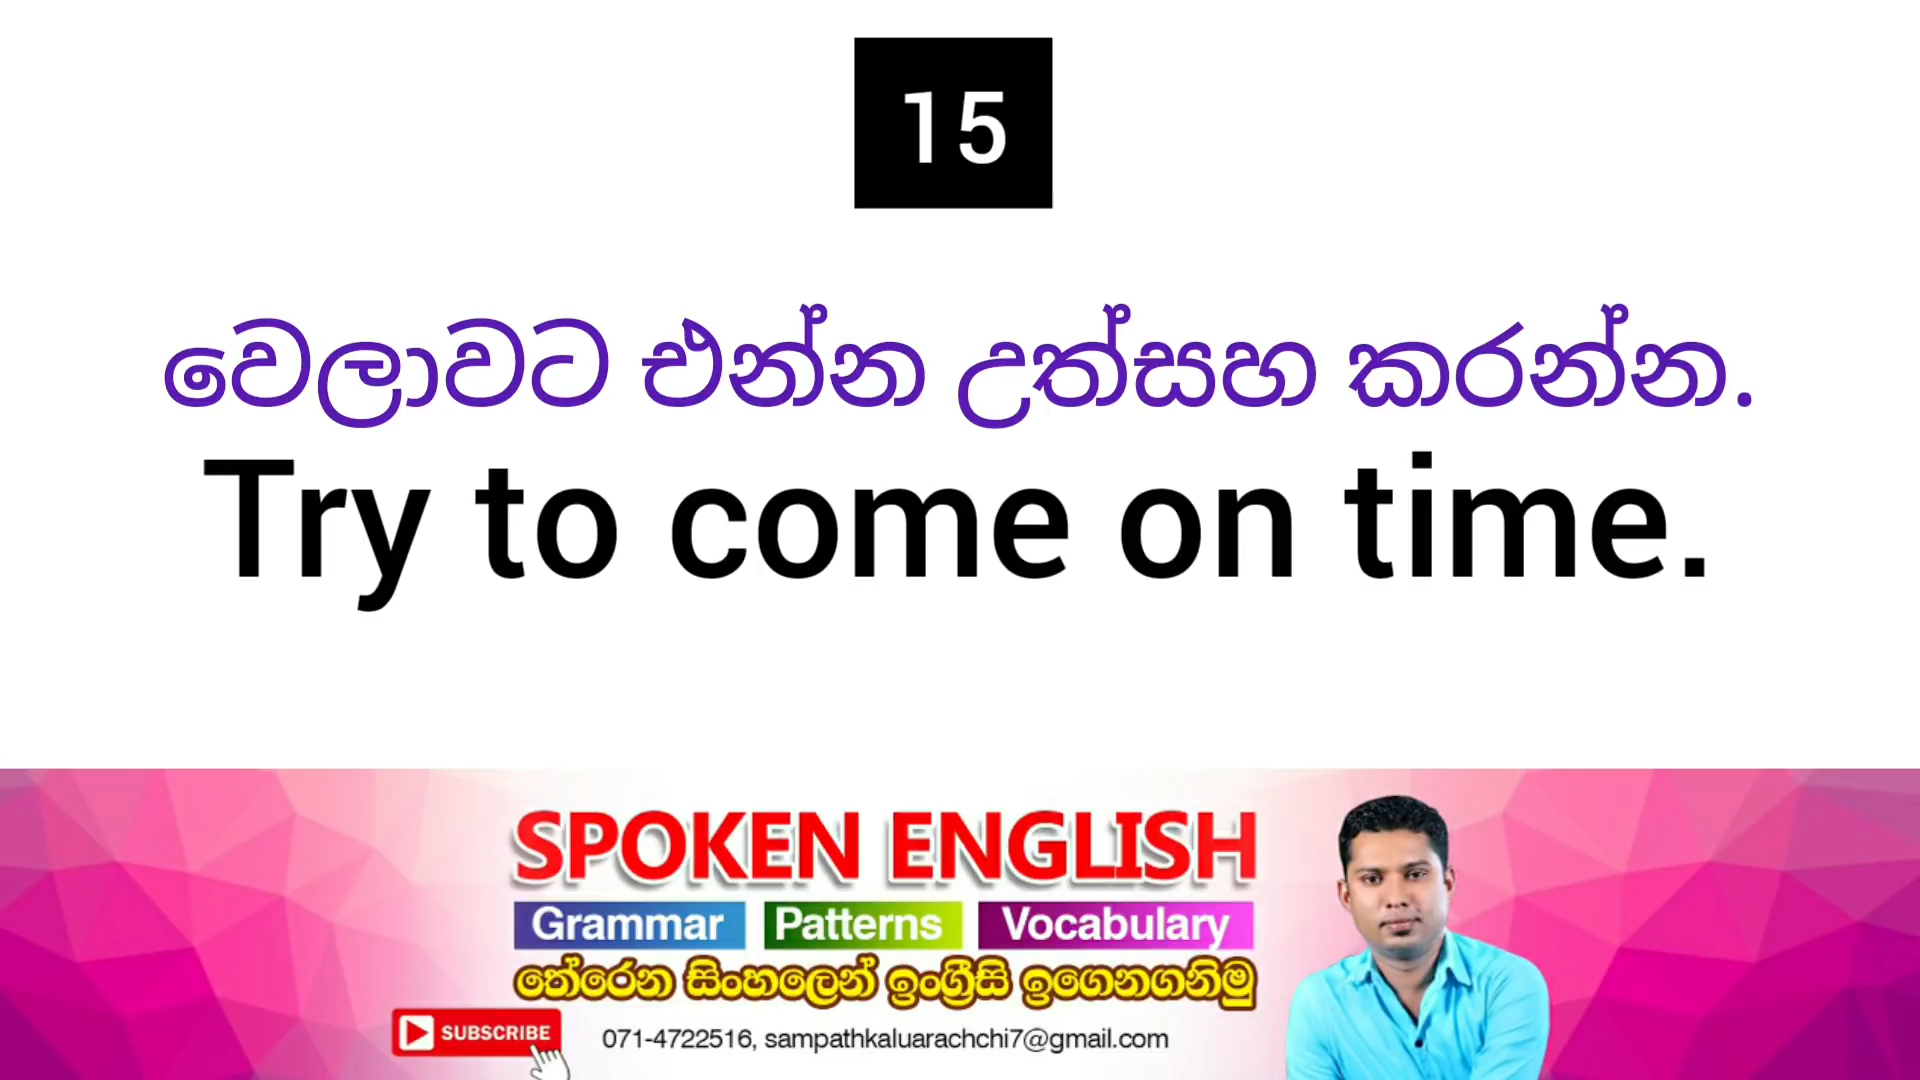 15
වෙලාවට එන්න උත්සහ කරන්න.
Try to come on time.
SPOKEN ENGLISH
Grammar Patterns Vocabulary
තේරෙන සිංහලෙන් ඉංග්‍රීසි ඉගෙනගනිමු
SUBSCRIBE
071-4722516, sampathkaluarachchi7@gmail.com